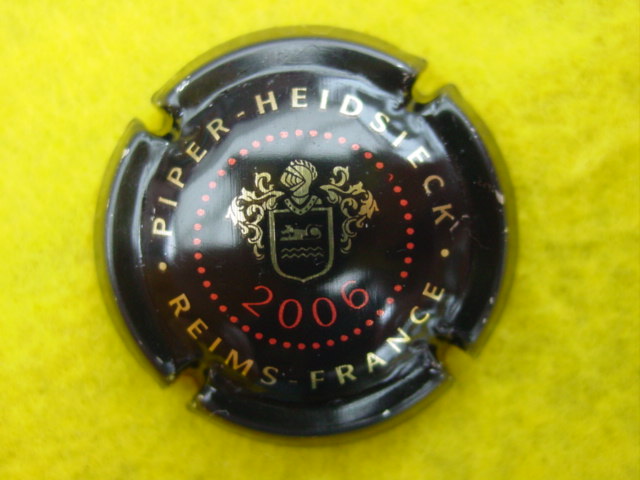 PIPER-HEIDSIECK
2006
• REIMS-FRANCE •